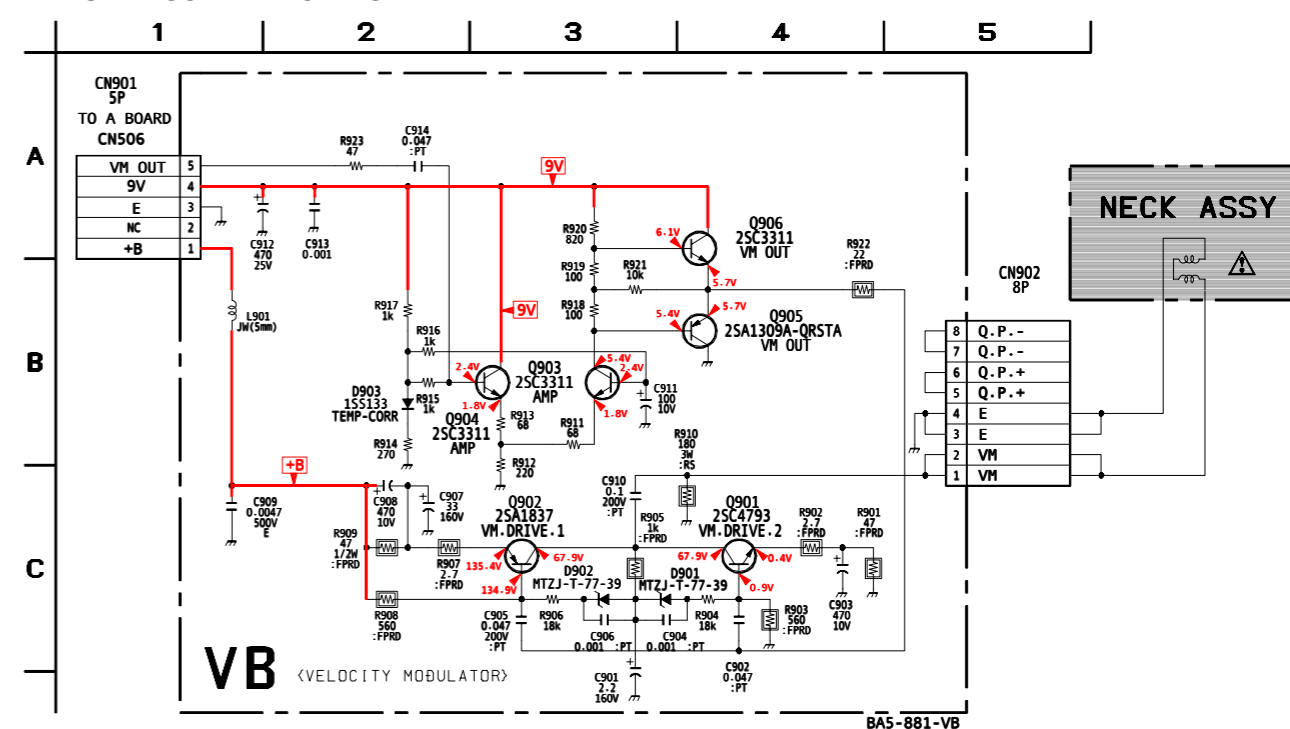 1 2 3 4 5
A
B
C
CN901
5P
TO A BOARD
CN506
VM OUT 5
9V 4
E 3
NC 2
+B 1
R923
47
C914
0.047
:PT
9V
C912
470
25V
C913
0.001
L901
JW(5mm)
R917
1k
R916
1k
R915
1k
D903
1SS133
TEMP-CORR
R914
270
9V
2.4V
1.8V
Q904
2SC3311
AMP
Q903
2SC3311
AMP
R913
68
R911
68
R912
220
5.4V
2.4V
1.8V
R920
820
R919
100
R918
100
R921
10k
6.1V
Q906
2SC3311
VM OUT
5.7V
5.7V
5.4V
Q905
2SA1309A-QRSTA
VM OUT
R922
22
:FPRD
C911
100
10V
R910
180
3W
:RS
CN902
8P
8 Q.P.-
7 Q.P.-
6 Q.P.+
5 Q.P.+
4 E
3 E
2 VM
1 VM
NECK ASSY
+B
C909
0.0047
500V
E
C908
470
10V
C907
33
160V
R909
47
1/2W
:FPRD
R907
2.7
:FPRD
R908
560
:FPRD
Q902
2SA1837
VM.DRIVE.1
135.4V
134.9V
67.9V
C910
0.1
200V
:PT
R905
1k
:FPRD
Q901
2SC4793
VM.DRIVE.2
67.9V
0.4V
0.9V
R902
2.7
:FPRD
R901
47
:FPRD
D902
MTZJ-T-77-39
D901
MTZJ-T-77-39
C905
0.047
200V
:PT
R906
18k
C906
0.001 :PT
C904
0.001 :PT
R904
18k
R903
560
:FPRD
C903
470
10V
C901
2.2
160V
C902
0.047
:PT
VB (VELOCITY MODULATOR)
BA5-881-VB